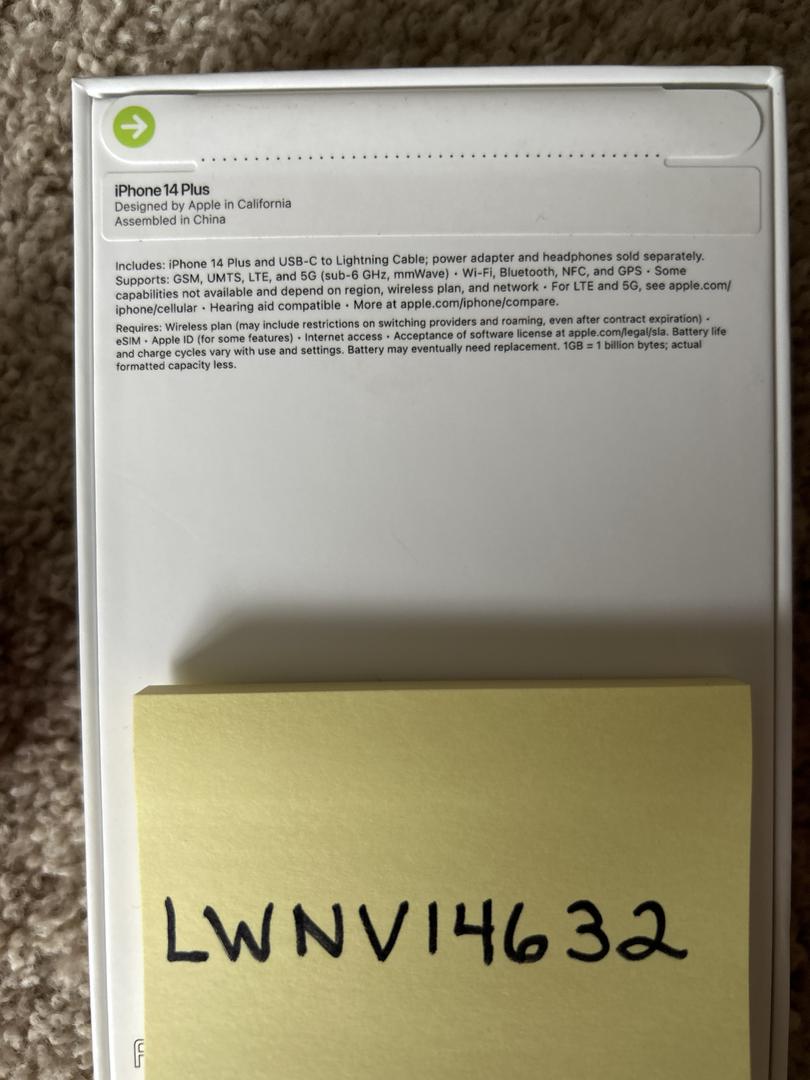 iPhone 14 Plus
Designed by Apple in California
Assembled in China
Includes: iPhone 14 Plus and USB-C to Lightning Cable; power adapter and headphones sold separately.
Supports: GSM, UMTS, LTE, and 5G (sub-6 GHz, mmWave) • Wi-Fi, Bluetooth, NFC, and GPS • Some
capabilities not available and depend on region, wireless plan, and network • For LTE and 5G, see apple.com/
iphone/cellular • Hearing aid compatible • More at apple.com/iphone/compare.
Requires: Wireless plan (may include restrictions on switching providers and roaming, even after contract expiration) •
eSIM • Apple ID (for some features) • Internet access • Acceptance of software license at apple.com/legal/sla. Battery life
and charge cycles vary with use and settings. Battery may eventually need replacement. 1GB = 1 billion bytes; actual
formatted capacity less.
LWNV14632